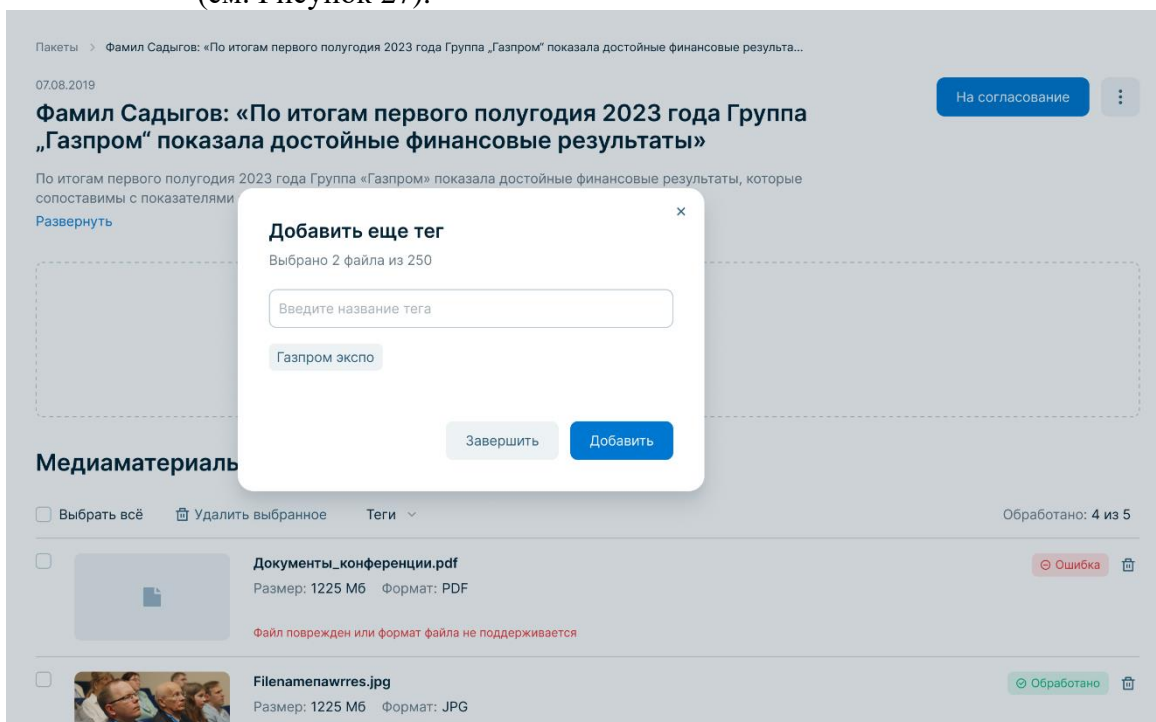 (см. Рисунок 27).
Пакеты > Фамил Садыгов: «По итогам первого полугодия 2023 года Группа „Газпром“ показала достойные финансовые результа...
07.08.2019
На согласование
Фамил Садыгов: «По итогам первого полугодия 2023 года Группа
„Газпром“ показала достойные финансовые результаты»
По итогам первого полугодия 2023 года Группа «Газпром» показала достойные финансовые результаты, которые
сопоставимы с показателями
Развернуть
Добавить еще тег
Выбрано 2 файла из 250
Введите название тега
Газпром экспо
Завершить Добавить
Медиаматериалы
Выбрать всё Удалить выбранное Теги Обработано: 4 из 5
Документы_конференции.pdf
Ошибка
Размер: 1225 Мб Формат: PDF
Файл поврежден или формат файла не поддерживается
Filenamenawrres.jpg
Обработано
Размер: 1225 Мб Формат: JPG